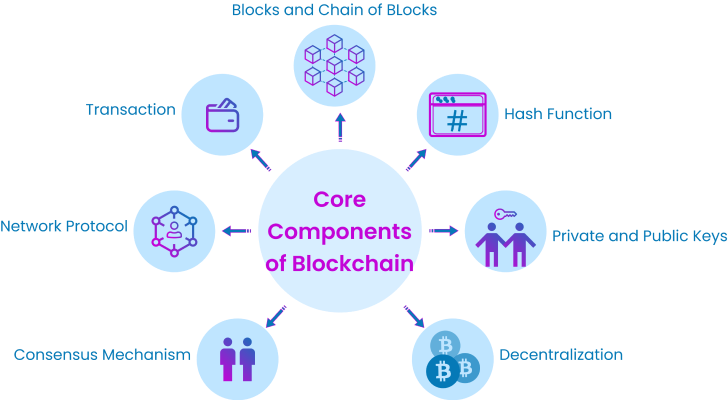 Blocks and Chain of BLocks
Transaction
Hash Function
#
Core
Components
of Blockchain
Network Protocol
Private and Public Keys
Consensus Mechanism
Decentralization